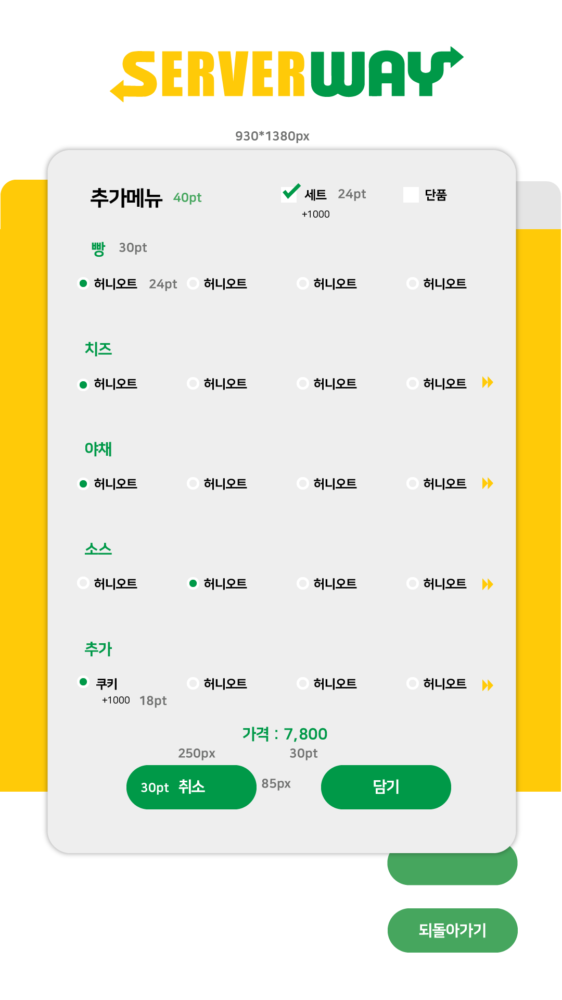 SERVERWAY
930*1380px
추가메뉴 40pt 세트 24pt 단품
+1000
빵 30pt
허니오트 24pt 허니오트 허니오트 허니오트
치즈
허니오트 허니오트 허니오트 허니오트
야채
허니오트 허니오트 허니오트 허니오트
소스
허니오트 허니오트 허니오트 허니오트
추가
쿠키 허니오트 허니오트 허니오트
+1000 18pt
가격 : 7,800
250px 30pt
30pt 취소 85px 담기
되돌아가기